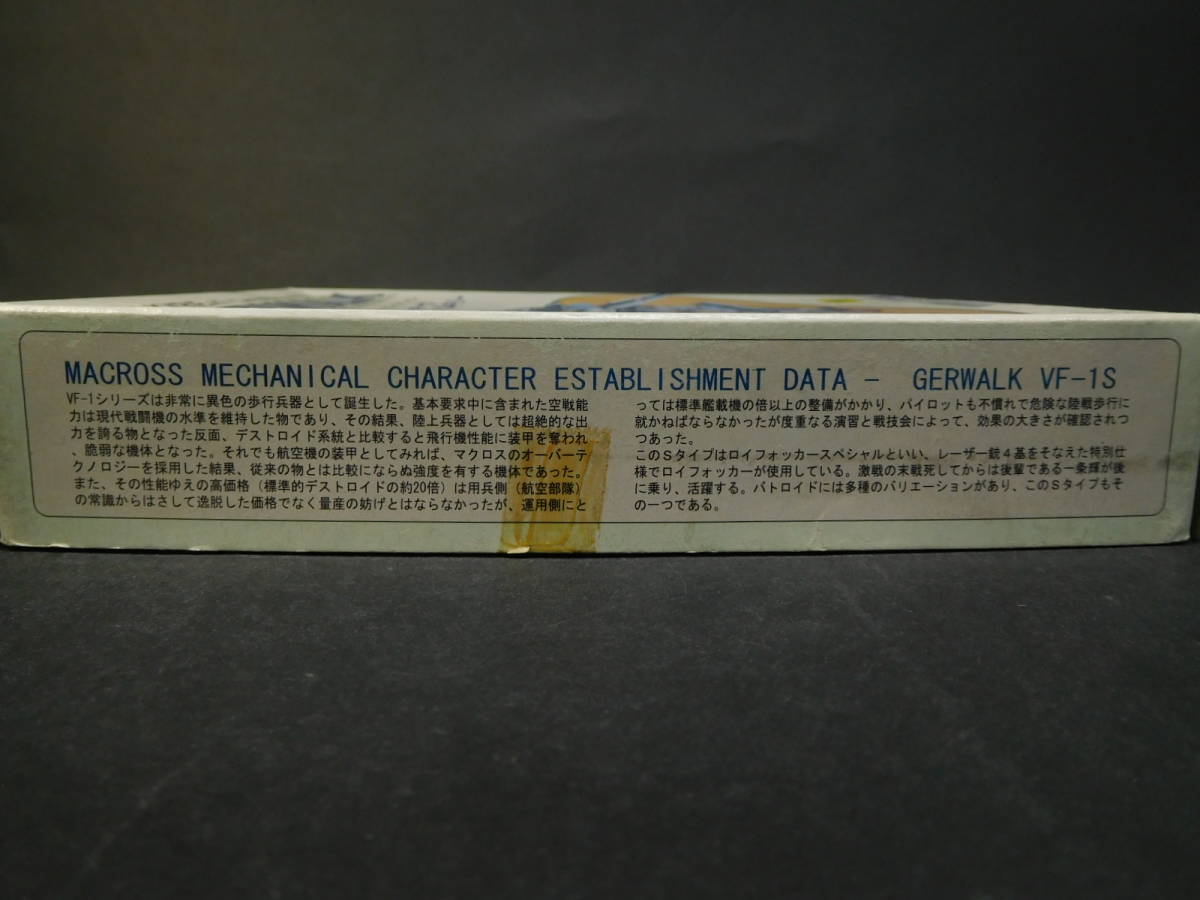 MACROSS MECHANICAL CHARACTER ESTABLISHMENT DATA - GERWALK VF-1S
VF-1シリーズは非常に異色の歩行兵器として誕生した。基本要求中に含まれた空戦能
力は現代戦闘機の水準を維持した物であり、その結果、陸上兵器としては超絶的な出
力を誇る物となった反面、デストロイド系統と比較すると飛行機性能に装甲を奪われ
、脆弱な機体となった。それでも航空機の装甲としてみれば、マクロスのオーバーテ
クノロジーを採用した結果、従来の物とは比較にならぬ強度を有する機体であった。
また、その性能ゆえの高価格（標準的デストロイドの約20倍）は用兵側（航空部隊）
の常識からはさして逸脱した価格でなく量産の妨げとはならなかったが、運用側にと
っては標準艦載機の倍以上の整備がかかり、パイロットも不慣れで危険な陸戦歩行に
就かねばならなかったが度重なる演習と戦技会によって、効果の大きさが確認されつ
つあった。
このSタイプはロイフォッカースペシャルといい、レーザー銃4基をそなえた特別仕
様でロイフォッカーが使用している。激戦の末戦死してからは後輩である一条輝が後
に乗り、活躍する。バトロイドには多種のバリエーションがあり、このSタイプもそ
の一つである。